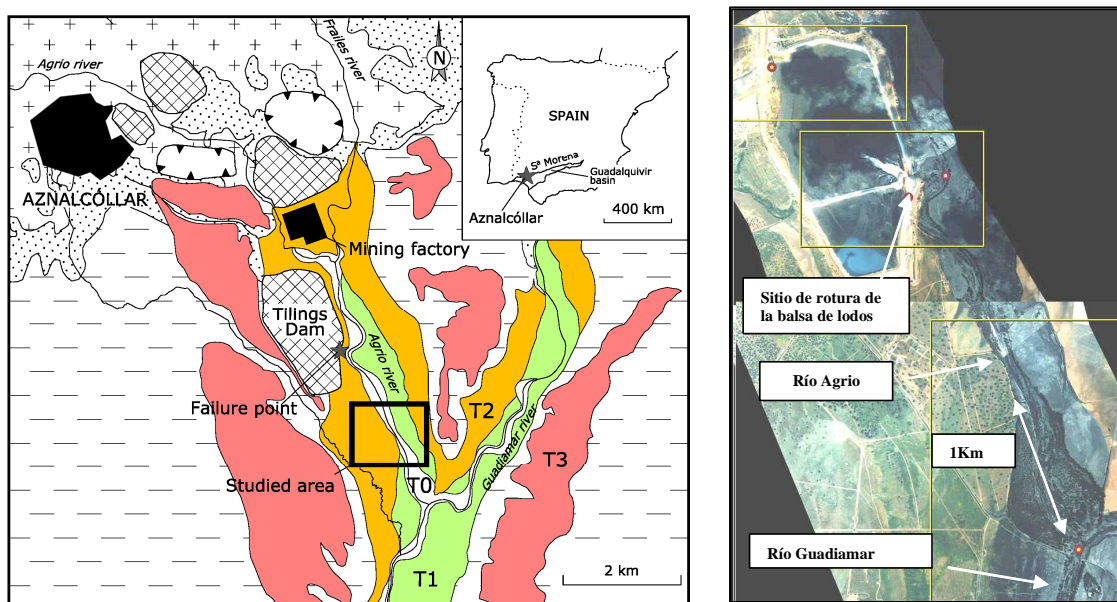 Agrio river
Frailes river
N
SPAIN
Sª Morena
Guadalquivir
basin
Aznalcóllar
400 km
AZNALCÓLLAR
Mining factory
Tilings
Dam
Agrio river
Failure point
T2
Guadiamar river
T3
Studied area
T0
T1
2 km
Sitio de rotura de
la balsa de lodos
Río Agrio
1Km
Río Guadiamar